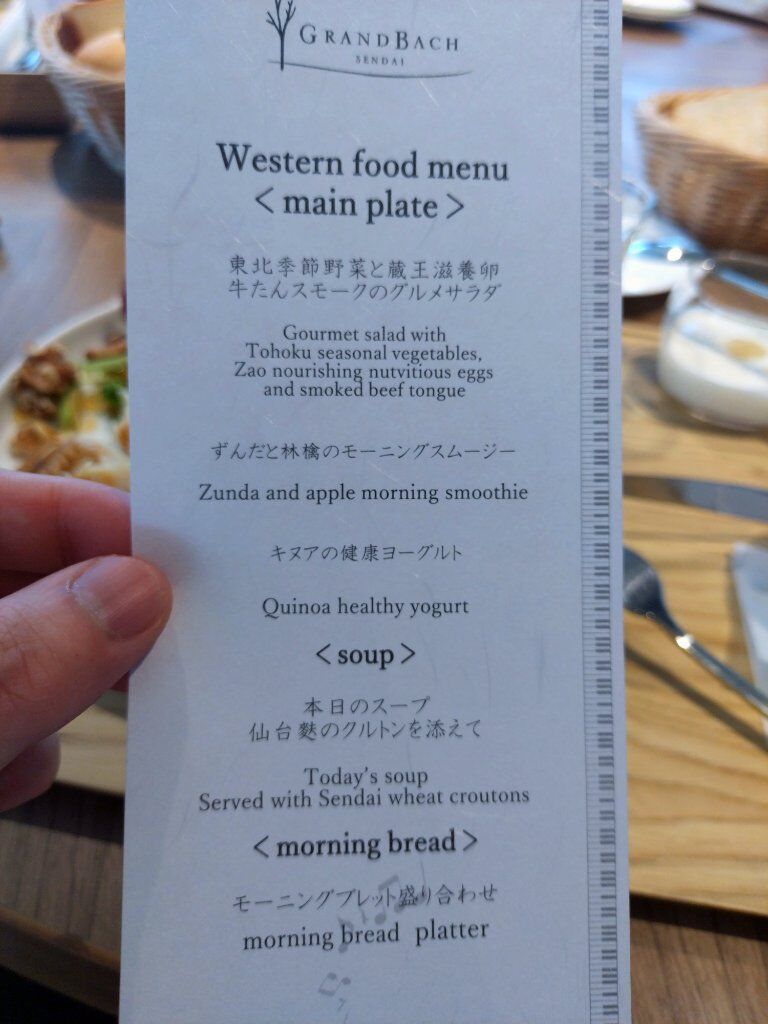 GRANDBACH
SENDAI
Western food menu
< main plate >
東北季節野菜と蔵王滋養卵
牛たんスモークのグルメサラダ
Gourmet salad with
Tohoku seasonal vegetables,
Zao nourishing nutvitious eggs
and smoked beef tongue
ずんだと林檎のモーニングスムージー
Zunda and apple morning smoothie
キヌアの健康ヨーグルト
Quinoa healthy yogurt
< soup >
本日のスープ
仙台麩のクルトンを添えて
Today's soup
Served with Sendai wheat croutons
< morning bread >
モーニングブレット盛り合わせ
morning bread platter